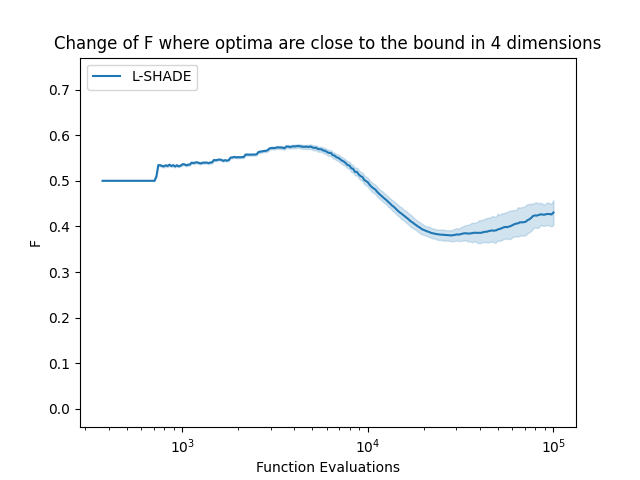 Change of F where optima are close to the bound in 4 dimensions
L-SHADE
0.7
0.6
0.5
0.4
0.3
0.2
0.1
0.0
F
10³ 10⁴ 10⁵
Function Evaluations